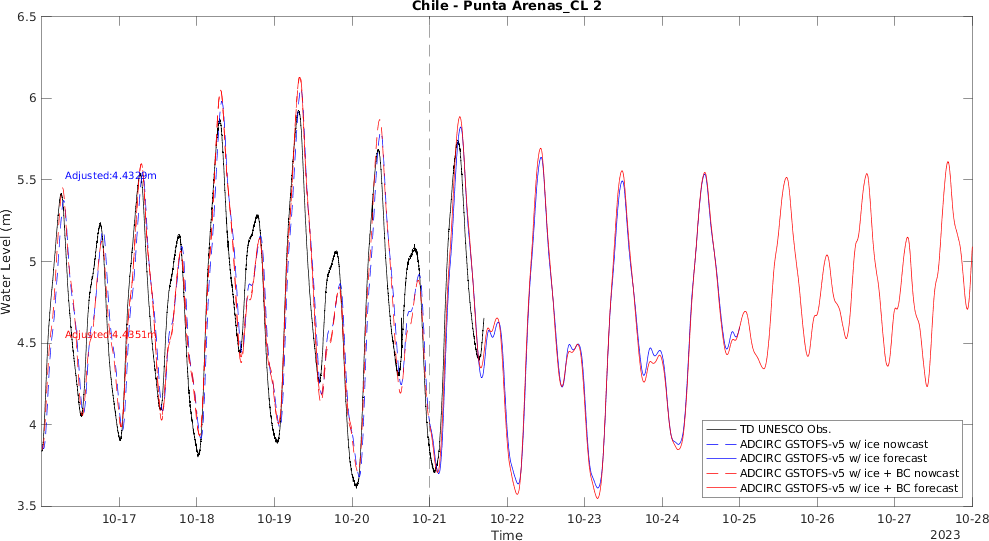 Chile - Punta Arenas_CL 2
6.5
6
5.5
5
4.5
4
3.5
Water Level (m)
Adjusted:4.4329m
Adjusted:4.4351m
TD UNESCO Obs.
ADCIRC GSTOFS-v5 w/ ice nowcast
ADCIRC GSTOFS-v5 w/ ice forecast
ADCIRC GSTOFS-v5 w/ ice + BC nowcast
ADCIRC GSTOFS-v5 w/ ice + BC forecast
10-17 10-18 10-19 10-20 10-21 10-22 10-23 10-24 10-25 10-26 10-27 10-28
Time
2023